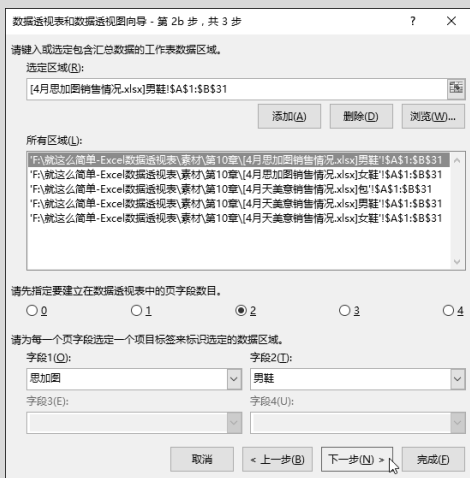 数据透视表和数据透视图向导 - 第 2b 步，共 3 步 ? ×
请键入或选定包含汇总数据的工作表数据区域。
选定区域(R):
[4月思加图销售情况.xlsx]男鞋!$A$1:$B$31
添加(A) 删除(D) 浏览(W)...
所有区域(L):
'F:\就这么简单-Excel数据透视表\素材\第10章\[4月思加图销售情况.xlsx]男鞋'!$A$1:$B$31
'F:\就这么简单-Excel数据透视表\素材\第10章\[4月思加图销售情况.xlsx]女鞋'!$A$1:$B$31
'F:\就这么简单-Excel数据透视表\素材\第10章\[4月天美意销售情况.xlsx]包'!$A$1:$B$31
'F:\就这么简单-Excel数据透视表\素材\第10章\[4月天美意销售情况.xlsx]男鞋'!$A$1:$B$31
'F:\就这么简单-Excel数据透视表\素材\第10章\[4月天美意销售情况.xlsx]女鞋'!$A$1:$B$31
请先指定要建立在数据透视表中的页字段数目。
0 1 2 3 4
请为每一个页字段选定一个项目标签来标识选定的数据区域。
字段1(O): 字段2(T):
思加图 男鞋
字段3(E): 字段4(U):
取消 < 上一步(B) 下一步(N) > 完成(F)